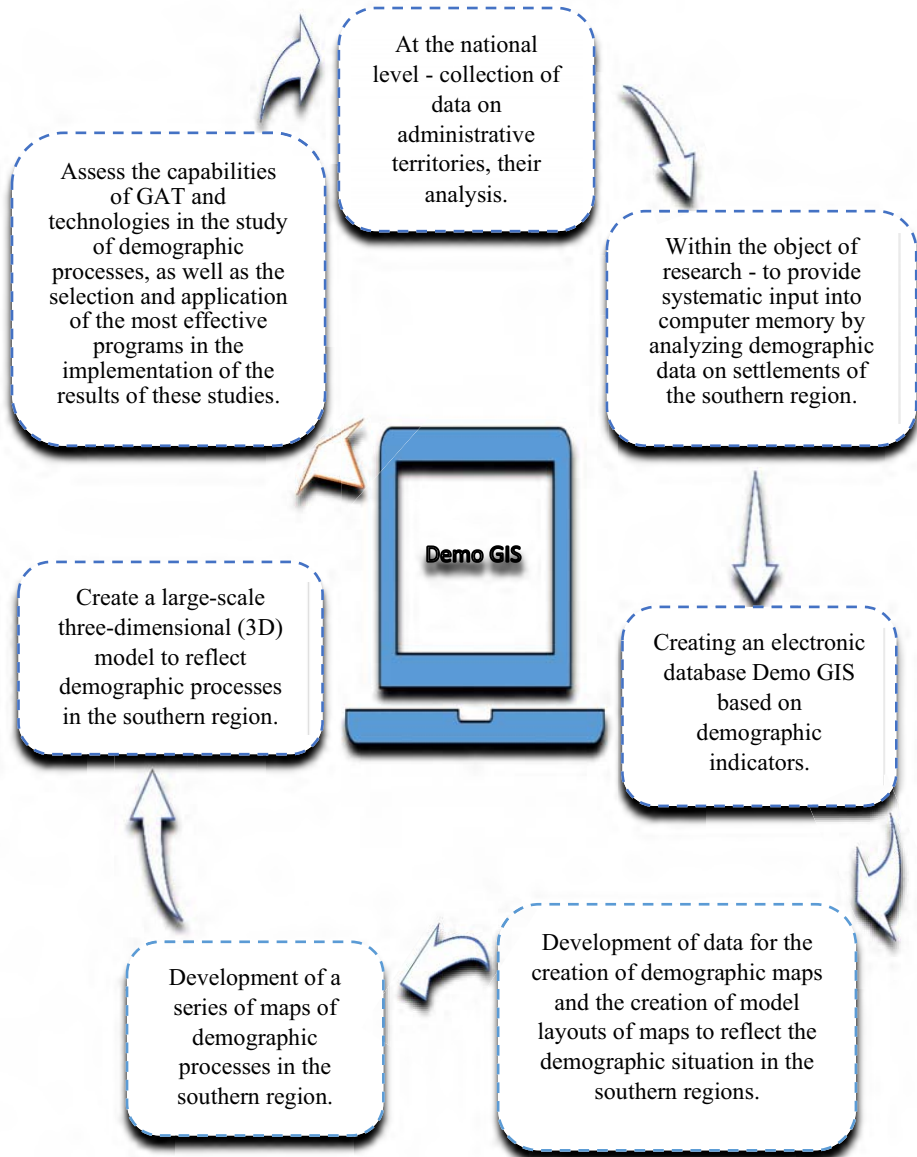 At the national
level - collection of
data on
administrative
territories, their
analysis.
Within the object of
research - to provide
systematic input into
computer memory by
analyzing demographic
data on settlements of
the southern region.
Creating an electronic
database Demo GIS
based on
demographic
indicators.
Development of data for the
creation of demographic maps
and the creation of model
layouts of maps to reflect the
demographic situation in the
southern regions.
Development of a
series of maps of
demographic
processes in the
southern region.
Create a large-scale
three-dimensional (3D)
model to reflect
demographic processes
in the southern region.
Assess the capabilities
of GAT and
technologies in the study
of demographic
processes, as well as the
selection and application
of the most effective
programs in the
implementation of the
results of these studies.
Demo GIS